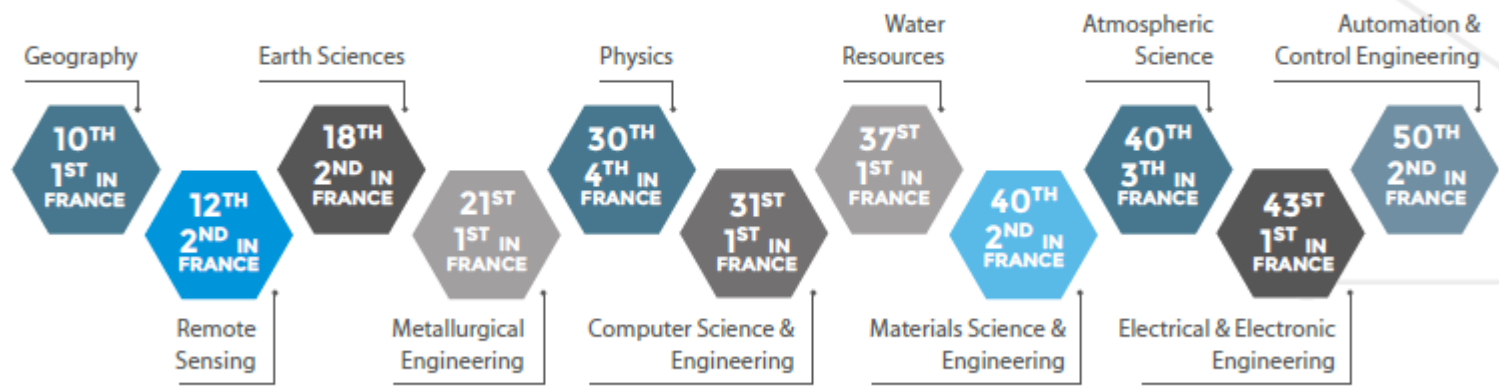 Geography
10TH
1ST IN
FRANCE
Remote
Sensing
12TH
2ND IN
FRANCE
Earth Sciences
18TH
2ND IN
FRANCE
Metallurgical
Engineering
21ST
1ST IN
FRANCE
Physics
30TH
4TH IN
FRANCE
Computer Science &
Engineering
31ST
1ST IN
FRANCE
Water
Resources
37ST
1ST IN
FRANCE
Materials Science &
Engineering
40TH
2ND IN
FRANCE
Atmospheric
Science
40TH
3TH IN
FRANCE
Electrical & Electronic
Engineering
43ST
1ST IN
FRANCE
Automation &
Control Engineering
50TH
2ND IN
FRANCE